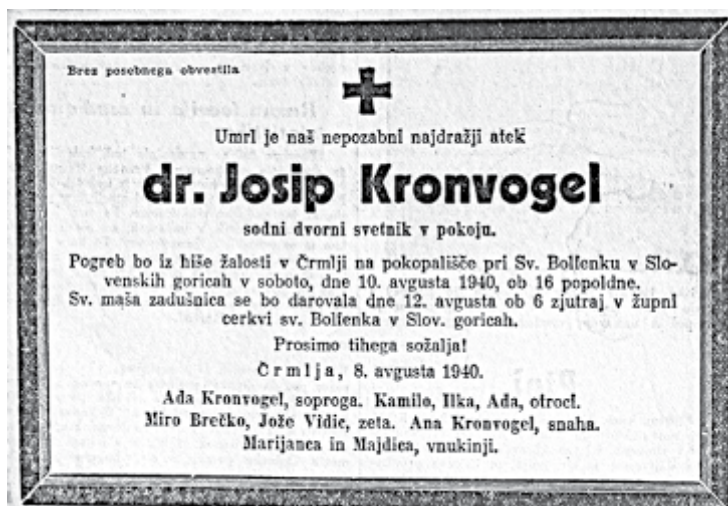 Brez posebnega obvestila
Umrl je naš nepozabni najdražji atek
dr. Josip Kronvogel
sodni dvorni svetnik v pokoju.
Pogreb bo iz hiše žalosti v Črmlji na pokopališče pri Sv. Bolfenku v Slo-
venskih goricah v soboto, dne 10. avgusta 1940, ob 16 popoldne.
Sv. maša zadušnica se bo darovala dne 12. avgusta ob 6 zjutraj v župni
cerkvi sv. Bolfenka v Slov. goricah.
Prosimo tihega sožalja!
Črmlja, 8. avgusta 1940.
Ada Kronvogel, soproga. Kamilo, Ilka, Ada, otroci.
Miro Brečko, Jože Vidic, zeta. Ana Kronvogel, snaha.
Marijanca in Majdica, vnukinji.